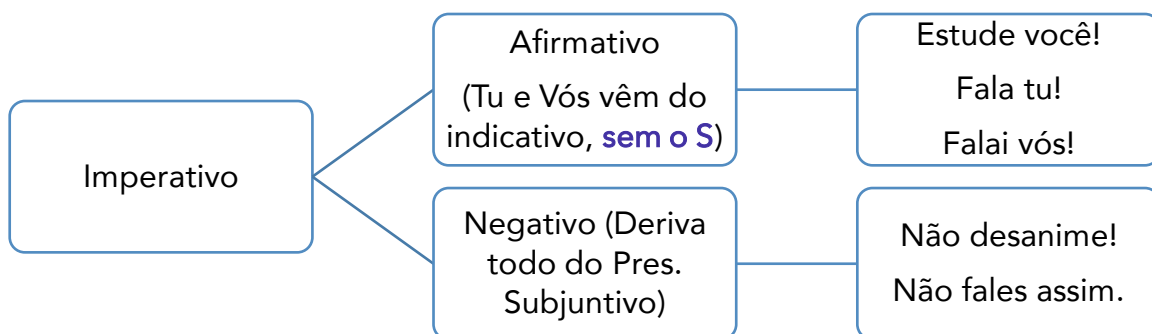 Imperativo
Afirmativo
(Tu e Vós vêm do
indicativo, sem o S)
Estude você!
Fala tu!
Falai vós!
Negativo (Deriva
todo do Pres.
Subjuntivo)
Não desanime!
Não fales assim.